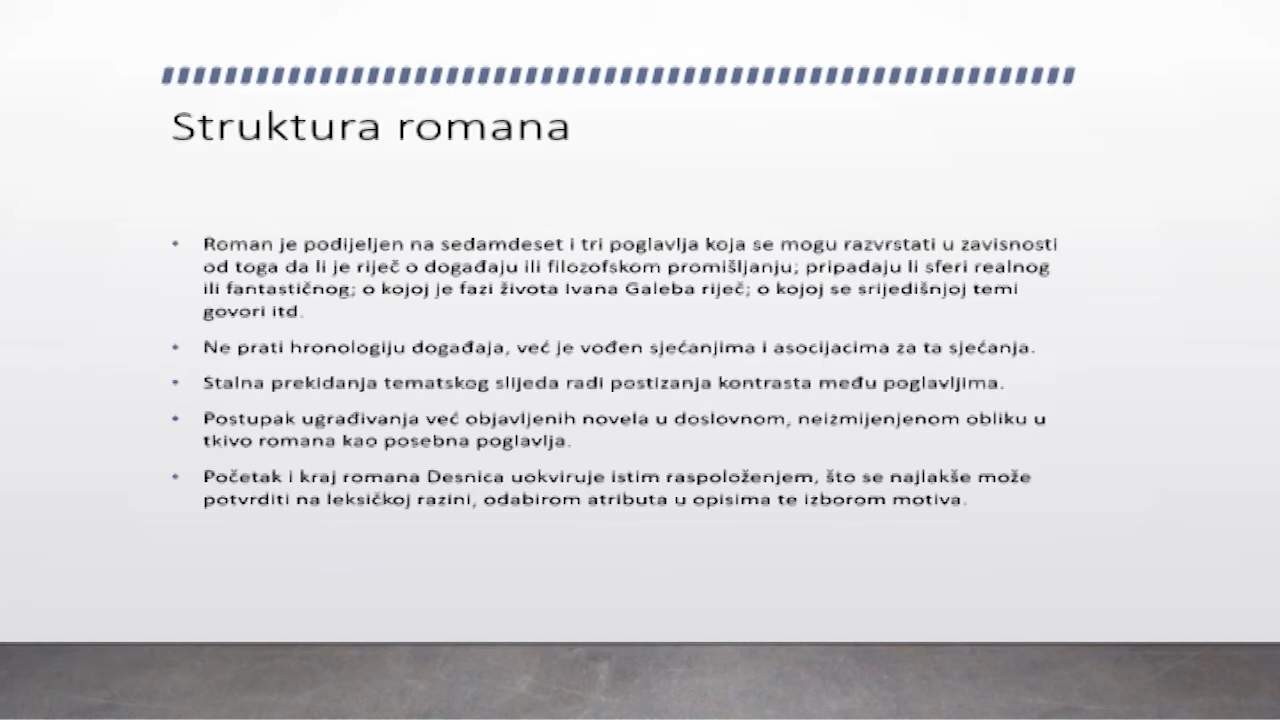 Struktura romana
• Roman je podijeljen na sedamdeset i tri poglavlja koja se mogu razvrstati u zavisnosti
od toga da li je riječ o događaju ili filozofskom promišljanju; pripadaju li sferi realnog
ili fantastičnog; o kojoj je fazi života Ivana Galeba riječ; o kojoj se srijedišnjoj temi
govori itd.
• Ne prati hronologiju događaja, već je vođen sjećanjima i asocijacima za ta sjećanja.
• Stalna prekidanja tematskog slijeda radi postizanja kontrasta među poglavljima.
• Postupak ugrađivanja već objavljenih novela u doslovnom, neizmijenjenom obliku u
tkivo romana kao posebna poglavlja.
• Početak i kraj romana Desnica uokviruje istim raspoloženjem, što se najlakše može
potvrditi na leksičkoj razini, odabirom atributa u opisima te izborom motiva.